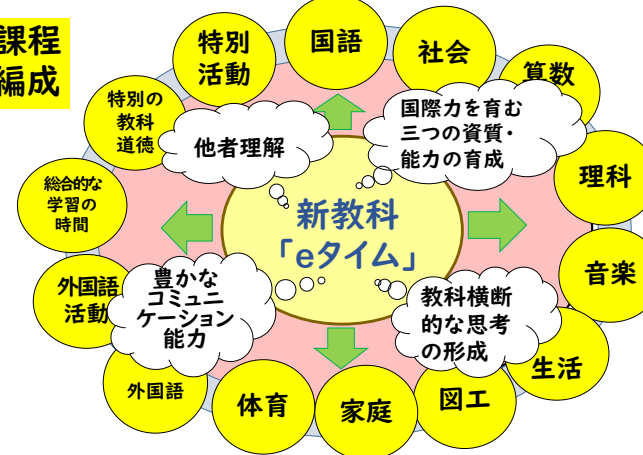 課程
編成
特別
活動
国語
社会
算数
特別の
教科
道徳
他者理解
国際力を育む
三つの資質・
能力の育成
理科
総合的な
学習の
時間
新教科
「eタイム」
外国語
活動
豊かな
コミュニ
ケーション
能力
教科横断
的な思考
の形成
音楽
生活
外国語
体育
家庭
図工